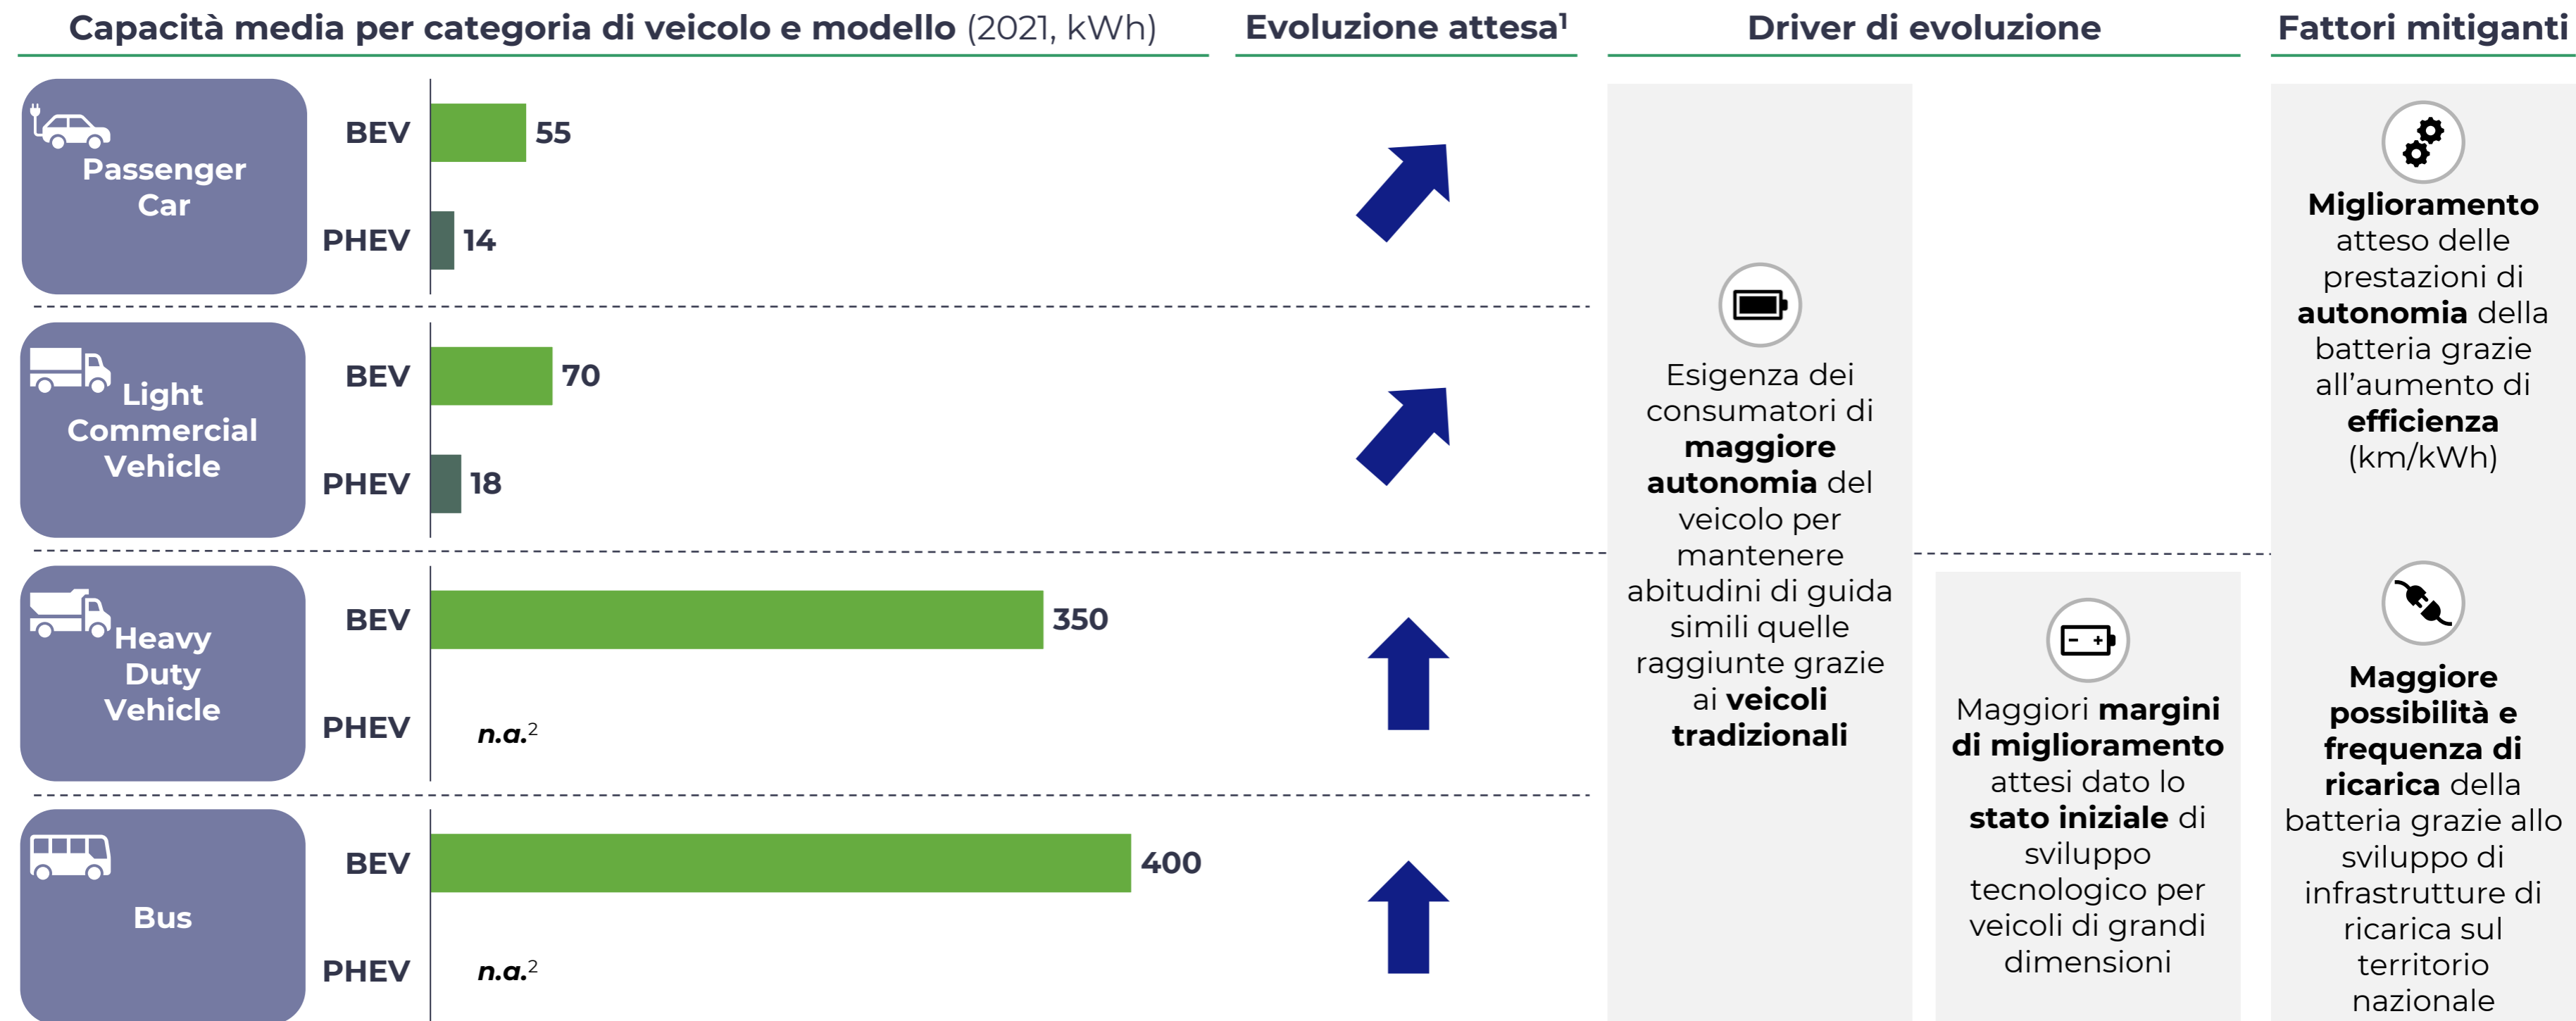 Capacità media per categoria di veicolo e modello (2021, kWh)
Evoluzione attesa¹
Driver di evoluzione
Fattori mitiganti
Passenger
Car
BEV
55
PHEV
14
Light
Commercial
Vehicle
BEV
70
PHEV
18
Heavy
Duty
Vehicle
BEV
350
PHEV
n.a.²
Bus
BEV
400
PHEV
n.a.²
Esigenza dei
consumatori di
maggiore
autonomia del
veicolo per
mantenere
abitudini di guida
simili quelle
raggiunte grazie
ai veicoli
tradizionali
Maggiori margini
di miglioramento
attesi dato lo
stato iniziale di
sviluppo
tecnologico per
veicoli di grandi
dimensioni
Miglioramento
atteso delle
prestazioni di
autonomia della
batteria grazie
all’aumento di
efficienza
(km/kWh)
Maggiore
possibilità e
frequenza di
ricarica della
batteria grazie allo
sviluppo di
infrastrutture di
ricarica sul
territorio
nazionale